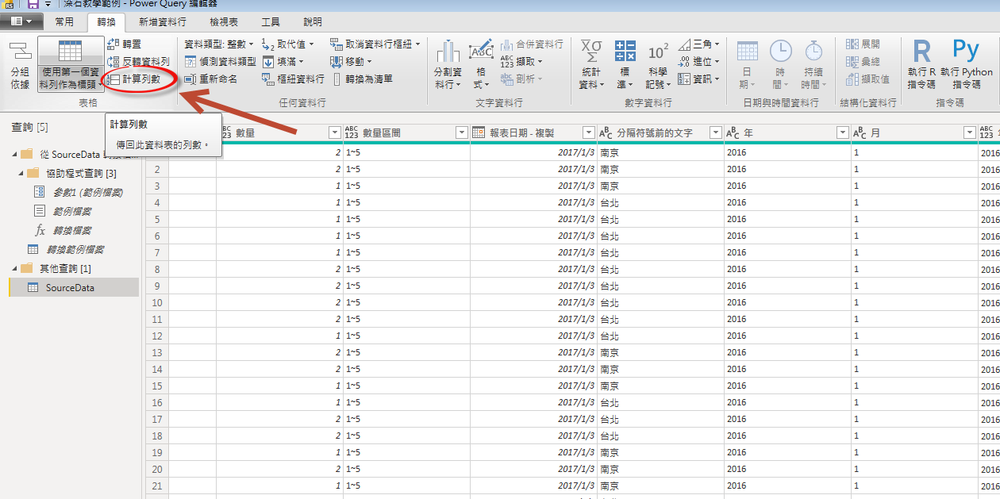 深石教學範例 - Power Query 編輯器
常用 轉換 新增資料行 檢視表 工具 說明
分組
依據
使用第一個資
料列作為標頭
轉置
反轉資料列
計算列數
表格
資料類型: 整數
偵測資料類型
重新命名
取代值
填滿
樞紐資料行
取消資料行樞紐
移動
轉換為清單
任何資料行
分割資
料行
格
式
合併資料行
擷取
剖析
文字資料行
統計
資料
標
準
科學
記號
三角
進位
資訊
數字資料行
日
期
時
間
持續
時間
日期與時間資料行
展開
彙總
擷取值
結構化資料行
執行 R
指令碼
執行 Python
指令碼
指令碼
計算列數
傳回此資料表的列數。
查詢 [5]
從 SourceData
協助程式查詢 [3]
參數1 (範例檔案)
範例檔案
轉換檔案
轉換範例檔案
其他查詢 [1]
SourceData
數量 ABC 123 數量區間 報表日期 - 複製 ABC 分隔符號前的文字 ABC 年 ABC 月 ABC 123
2 1~5 2017/1/3 南京 2016 1 2016
2 2 1~5 2017/1/3 南京 2016 1 2016
3 1 1~5 2017/1/3 南京 2016 1 2016
4 1 1~5 2017/1/3 台北 2016 1 2016
5 1 1~5 2017/1/3 台北 2016 1 2016
6 1 1~5 2017/1/3 台北 2016 1 2016
7 1 1~5 2017/1/3 台北 2016 1 2016
8 2 1~5 2017/1/3 台北 2016 1 2016
9 2 1~5 2017/1/3 台北 2016 1 2016
10 2 1~5 2017/1/3 台北 2016 1 2016
11 2 1~5 2017/1/3 台北 2016 1 2016
12 1 1~5 2017/1/3 台北 2016 1 2016
13 2 1~5 2017/1/3 南京 2016 1 2016
14 2 1~5 2017/1/3 南京 2016 1 2016
15 1 1~5 2017/1/3 南京 2016 1 2016
16 1 1~5 2017/1/3 台北 2016 1 2016
17 2 1~5 2017/1/3 台北 2016 1 2016
18 2 1~5 2017/1/3 台北 2016 1 2016
19 1 1~5 2017/1/3 南京 2016 1 2016
20 2 1~5 2017/1/3 南京 2016 1 2016
21 1 1~5 2017/1/3 南京 2016 1 2016